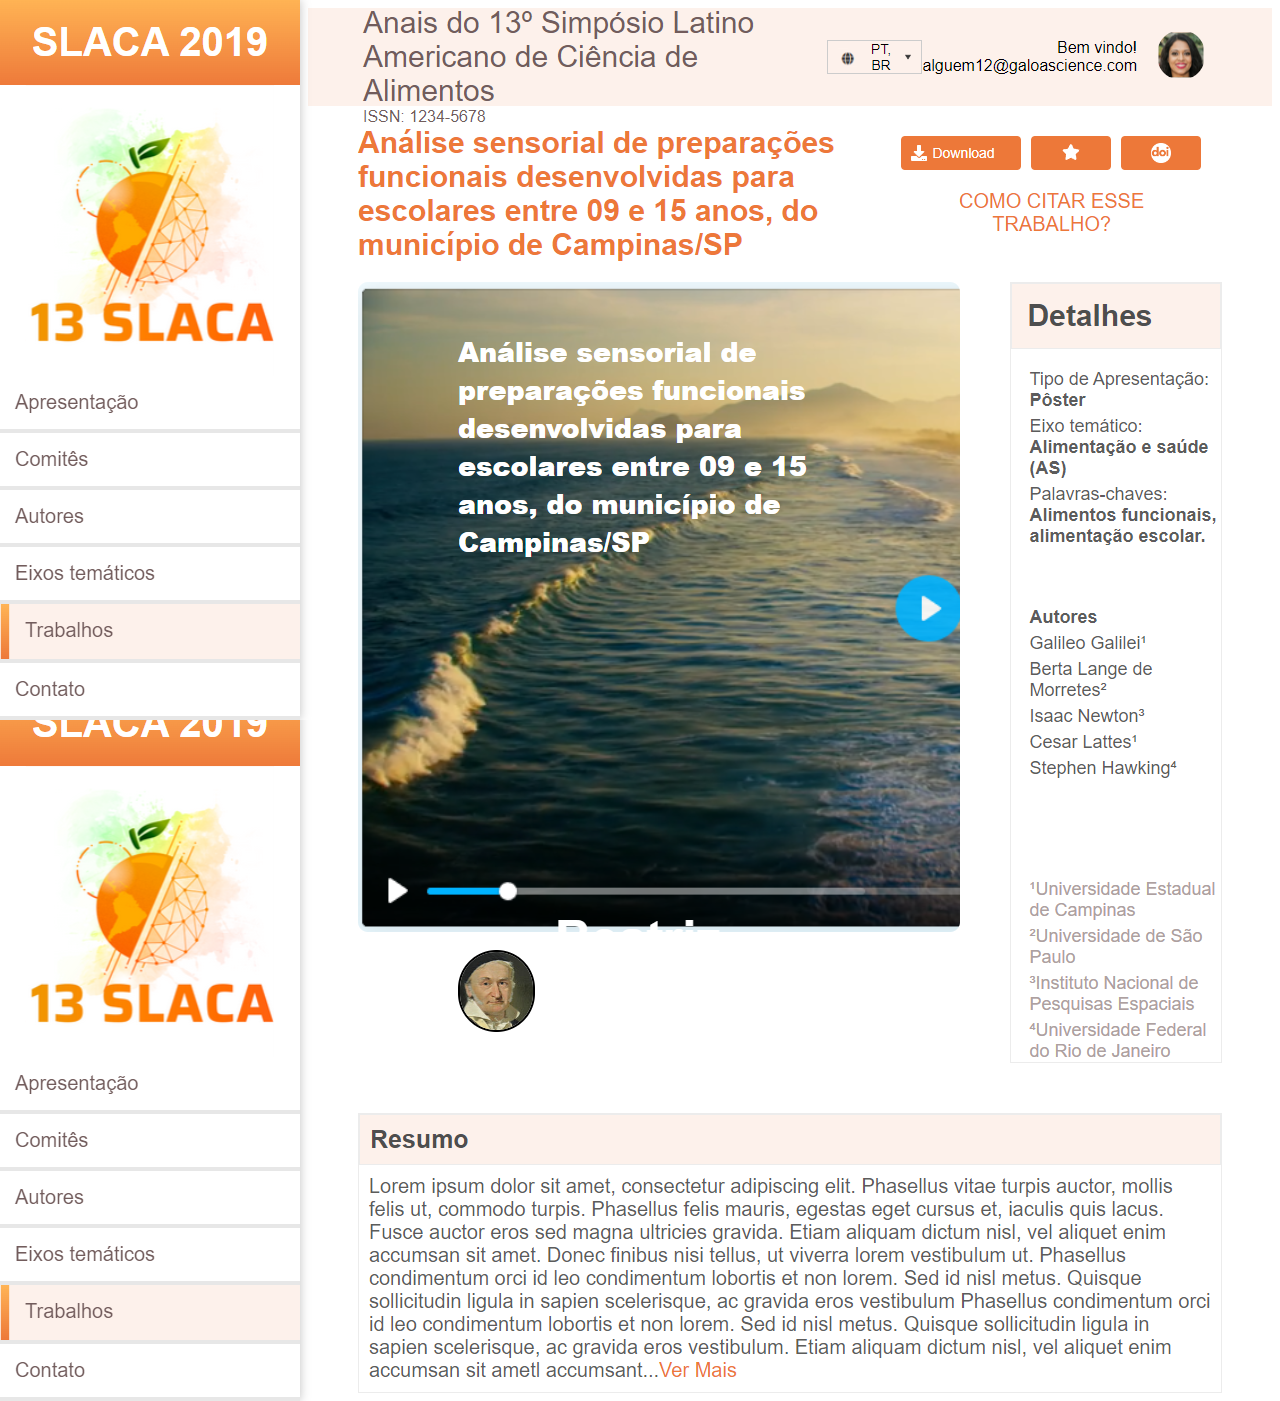 SLACA 2019
13 SLACA
Apresentação
Comitês
Autores
Eixos temáticos
Trabalhos
Contato
SLACA 2019
13 SLACA
Apresentação
Comitês
Autores
Eixos temáticos
Trabalhos
Contato
Anais do 13º Simpósio Latino
Americano de Ciência de
Alimentos
ISSN: 1234-5678
PT,
BR
Bem vindo!
alguem12@galoascience.com
Análise sensorial de preparações
funcionais desenvolvidas para
escolares entre 09 e 15 anos, do
município de Campinas/SP
Download
doi
COMO CITAR ESSE
TRABALHO?
Análise sensorial de
preparações funcionais
desenvolvidas para
escolares entre 09 e 15
anos, do município de
Campinas/SP
Beatriz
Detalhes
Tipo de Apresentação:
Pôster
Eixo temático:
Alimentação e saúde
(AS)
Palavras-chaves:
Alimentos funcionais,
alimentação escolar.
Autores
Galileo Galilei¹
Berta Lange de
Morretes²
Isaac Newton³
Cesar Lattes¹
Stephen Hawking⁴
¹Universidade Estadual
de Campinas
²Universidade de São
Paulo
³Instituto Nacional de
Pesquisas Espaciais
⁴Universidade Federal
do Rio de Janeiro
Resumo
Lorem ipsum dolor sit amet, consectetur adipiscing elit. Phasellus vitae turpis auctor, mollis
felis ut, commodo turpis. Phasellus felis mauris, egestas eget cursus et, iaculis quis lacus.
Fusce auctor eros sed magna ultricies gravida. Etiam aliquam dictum nisl, vel aliquet enim
accumsan sit amet. Donec finibus nisi tellus, ut viverra lorem vestibulum ut. Phasellus
condimentum orci id leo condimentum lobortis et non lorem. Sed id nisl metus. Quisque
sollicitudin ligula in sapien scelerisque, ac gravida eros vestibulum Phasellus condimentum orci
id leo condimentum lobortis et non lorem. Sed id nisl metus. Quisque sollicitudin ligula in
sapien scelerisque, ac gravida eros vestibulum. Etiam aliquam dictum nisl, vel aliquet enim
accumsan sit ametl accumsant...Ver Mais